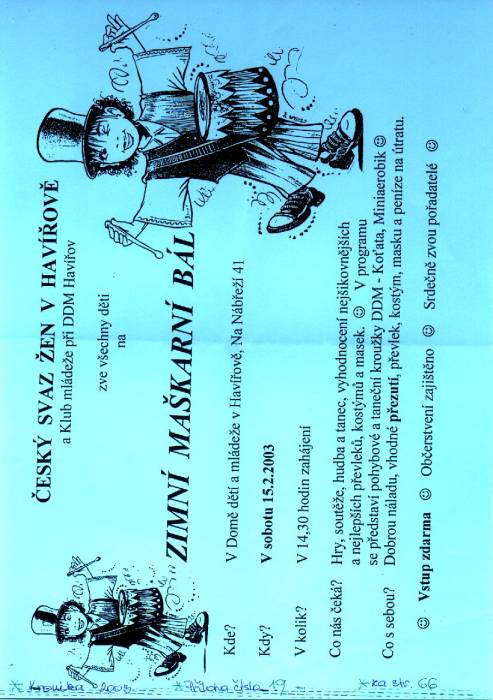 ČESKÝ SVAZ ŽEN V HAVÍŘOVĚ
a Klub mládeže při DDM Havířov
zve všechny děti
na
ZIMNÍ MAŠKARNÍ BÁL
Kde? V Domě dětí a mládeže v Havířově, Na Nábřeží 41
Kdy? V sobotu 15.2.2003
V kolik? V 14,30 hodin zahájení
Co nás čeká? Hry, soutěže, hudba a tanec, vyhodnocení nejšikovnějších
a nejlepších převleků, kostýmů a masek. ☺ V programu
se představí pohybové a taneční kroužky DDM - Koťata, Miniaerobik ☺
Co s sebou? Dobrou náladu, vhodné přezutí, převlek, kostým, masku a peníze na útratu.
☺ Vstup zdarma ☺ Občerstvení zajištěno ☺ Srdečně zvou pořadatelé ☺
* Kronika 2003 * Příloha číslo 19 * na str. 66